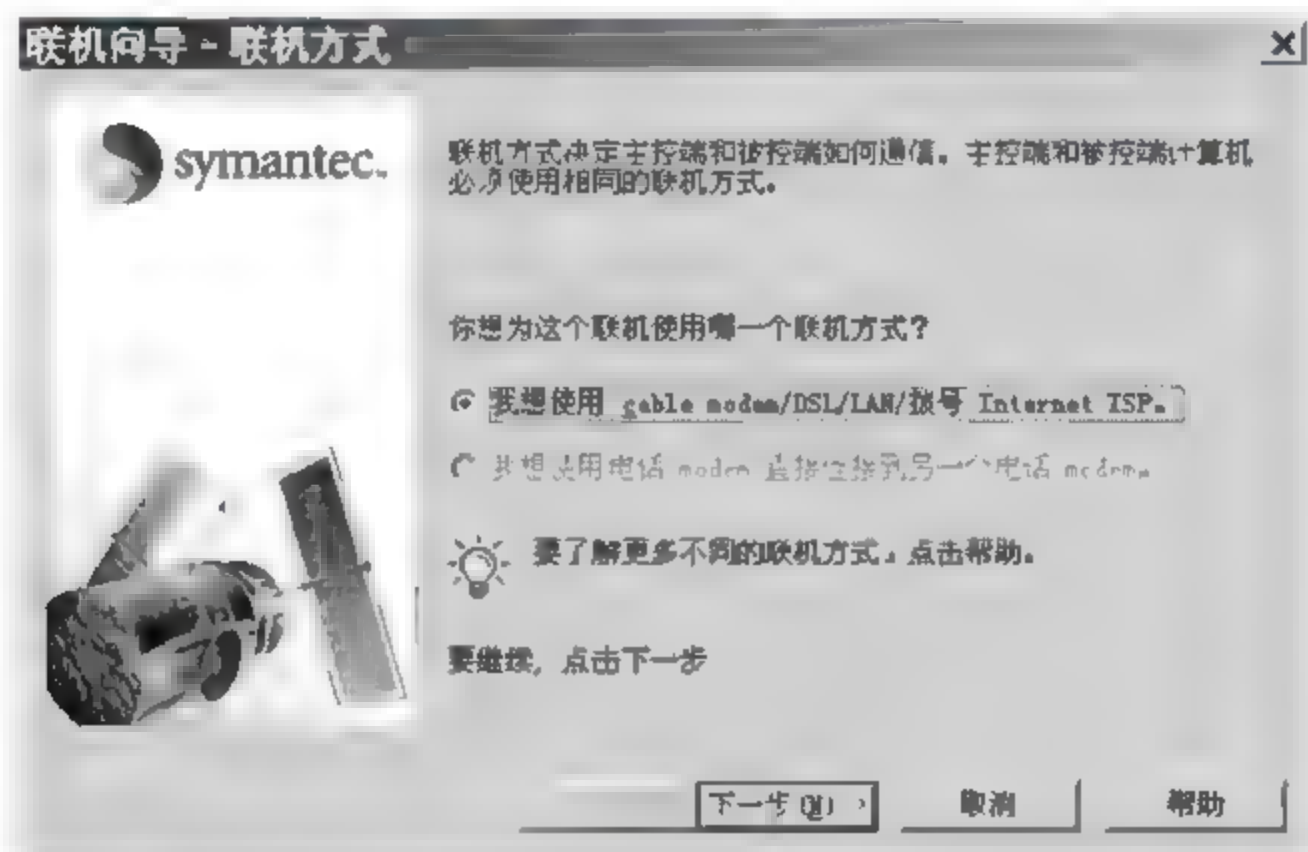 联机向导 - 联机方式
symantec.
联机方式决定主控端和被控端如何通信。主控端和被控端计算机
必须使用相同的联机方式。
你想为这个联机使用哪一个联机方式?
我想使用 cable modem/DSL/LAN/拨号 Internet ISP。
我想使用电话 modem 直接连接到另一个电话 modem。
要了解更多不同的联机方式，点击帮助。
要继续，点击下一步
下一步(N) >
取消
帮助